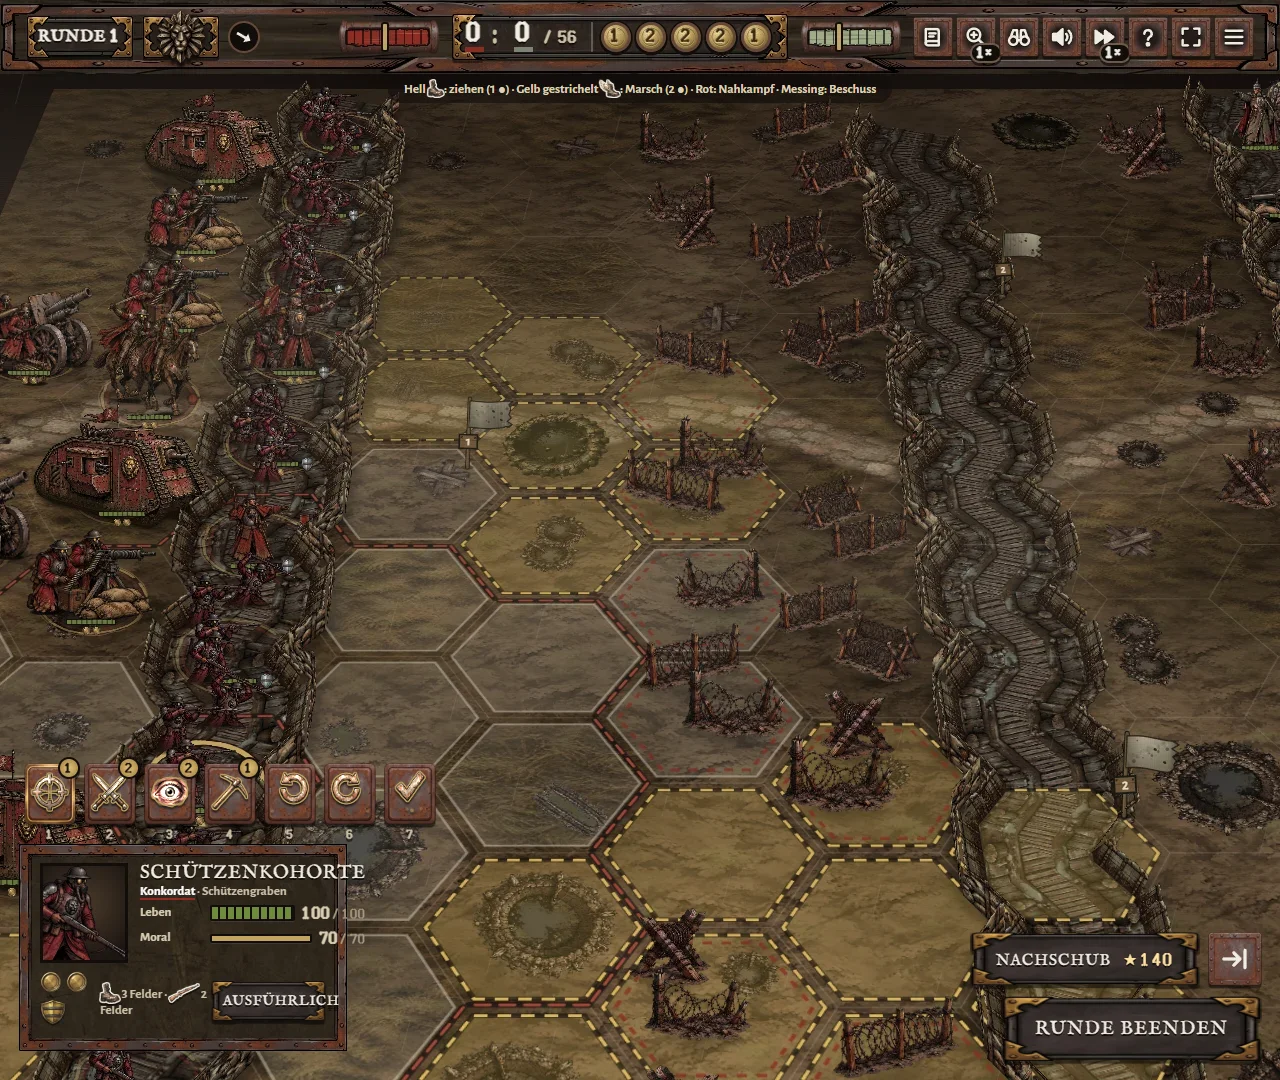 RUNDE 1
0 : 0 / 56
1 2 2 2 1
1×
1×
?
Hell : ziehen (1 ●) · Gelb gestrichelt : Marsch (2 ●) · Rot: Nahkampf · Messing: Beschuss
2
1
2
1 2 2 1
1 2 3 4 5 6 7
SCHÜTZENKOHORTE
Konkordat · Schützengraben
Leben 100 / 100
Moral 70 / 70
3 Felder · 2
Felder
AUSFÜHRLICH
NACHSCHUB ★140
RUNDE BEENDEN